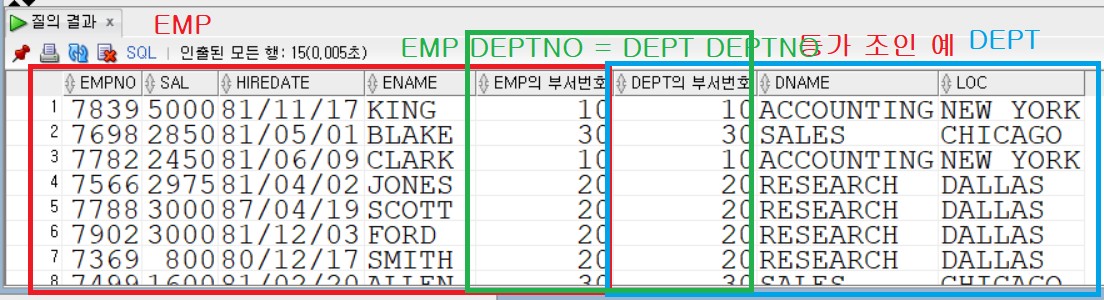 질의 결과 x EMP
SQL | 인출된 모든 행: 15(0,005초) EMP DEPTNO = DEPT DEPTNO 등가 조인 예 DEPT
EMPNO SAL HIREDATE ENAME EMP의 부서번호 DEPT의 부서번호 DNAME LOC
1 7839 5000 81/11/17 KING 10 10 ACCOUNTING NEW YORK
2 7698 2850 81/05/01 BLAKE 30 30 SALES CHICAGO
3 7782 2450 81/06/09 CLARK 10 10 ACCOUNTING NEW YORK
4 7566 2975 81/04/02 JONES 20 20 RESEARCH DALLAS
5 7788 3000 87/04/19 SCOTT 20 20 RESEARCH DALLAS
6 7902 3000 81/12/03 FORD 20 20 RESEARCH DALLAS
7 7369 800 80/12/17 SMITH 20 20 RESEARCH DALLAS
8 7499 1600 81/02/20 ALLEN 30 30 SALES CHICAGO